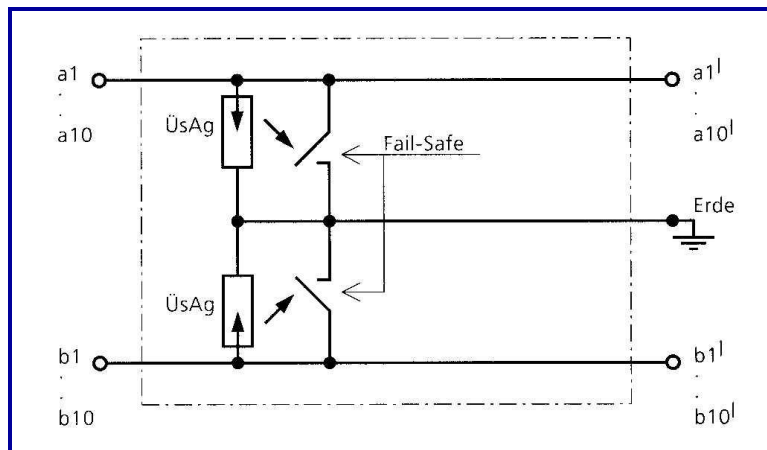 a1
.
.
a10
ÜsAg
Fail-Safe
a1ˡ
.
.
a10ˡ
Erde
ÜsAg
b1
.
.
b10
b1ˡ
.
.
b10ˡ